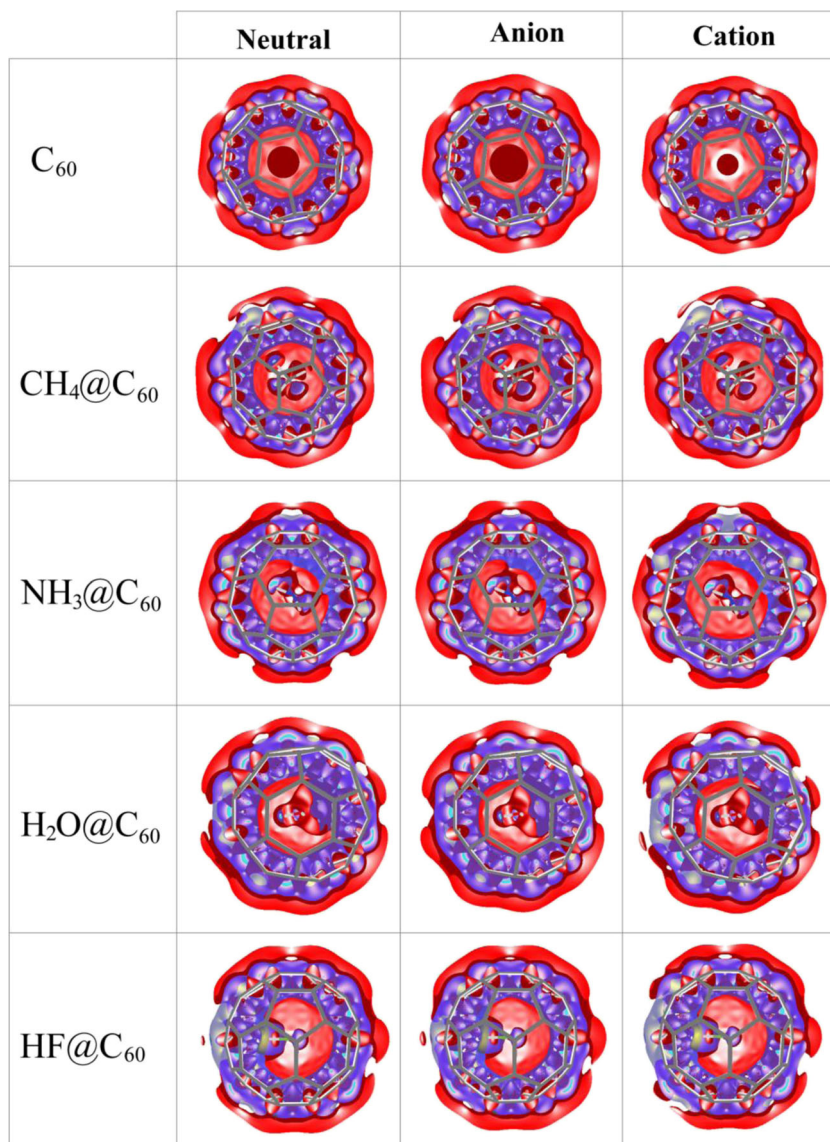 Neutral Anion Cation
C₆₀
CH₄@C₆₀
NH₃@C₆₀
H₂O@C₆₀
HF@C₆₀